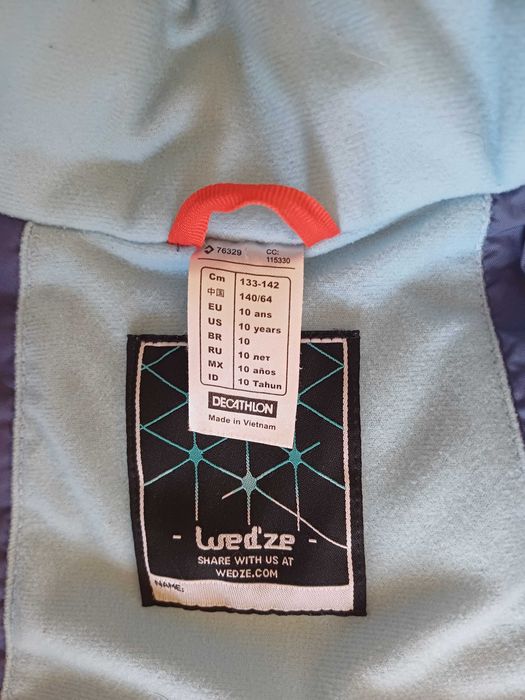 76329 CC:
115330
Cm 133-142
中国 140/64
EU 10 ans
US 10 years
BR 10
RU 10 лет
MX 10 años
ID 10 Tahun
DECATHLON
Made in Vietnam
- Wed'ze -
SHARE WITH US AT
WEDZE.COM
NAME: